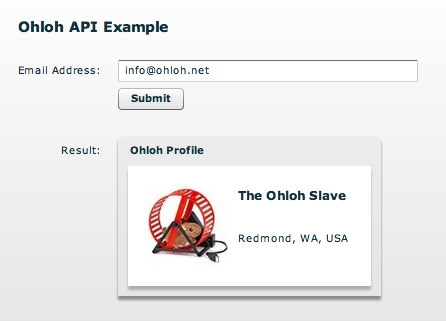 Ohloh API Example
Email Address: info@ohloh.net
Submit
Result: Ohloh Profile
The Ohloh Slave
Redmond, WA, USA